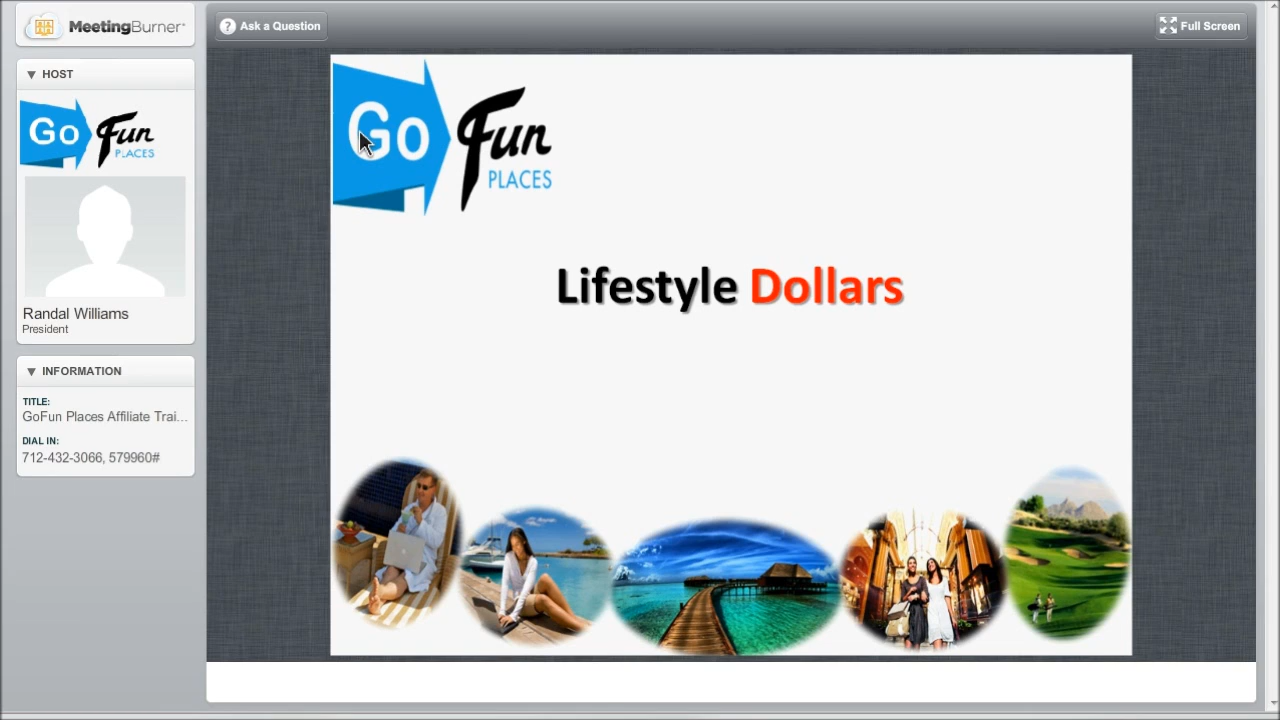 MeetingBurner
HOST
Go Fun
PLACES
Randal Williams
President
INFORMATION
TITLE:
GoFun Places Affiliate Trai...
DIAL IN:
712-432-3066, 579960#
? Ask a Question
Full Screen
Go Fun
PLACES
Lifestyle Dollars